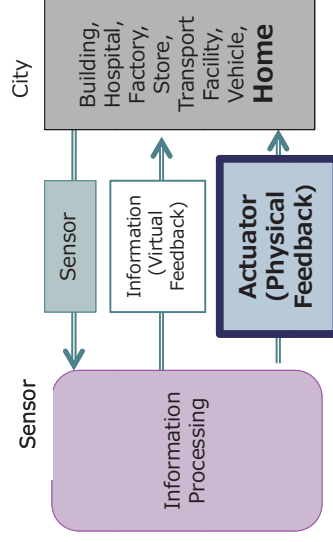 Sensor
City
Information
Processing
Sensor
Information
(Virtual
Feedback)
Actuator
(Physical
Feedback)
Building,
Hospital,
Factory,
Store,
Transport
Facility,
Vehicle,
Home